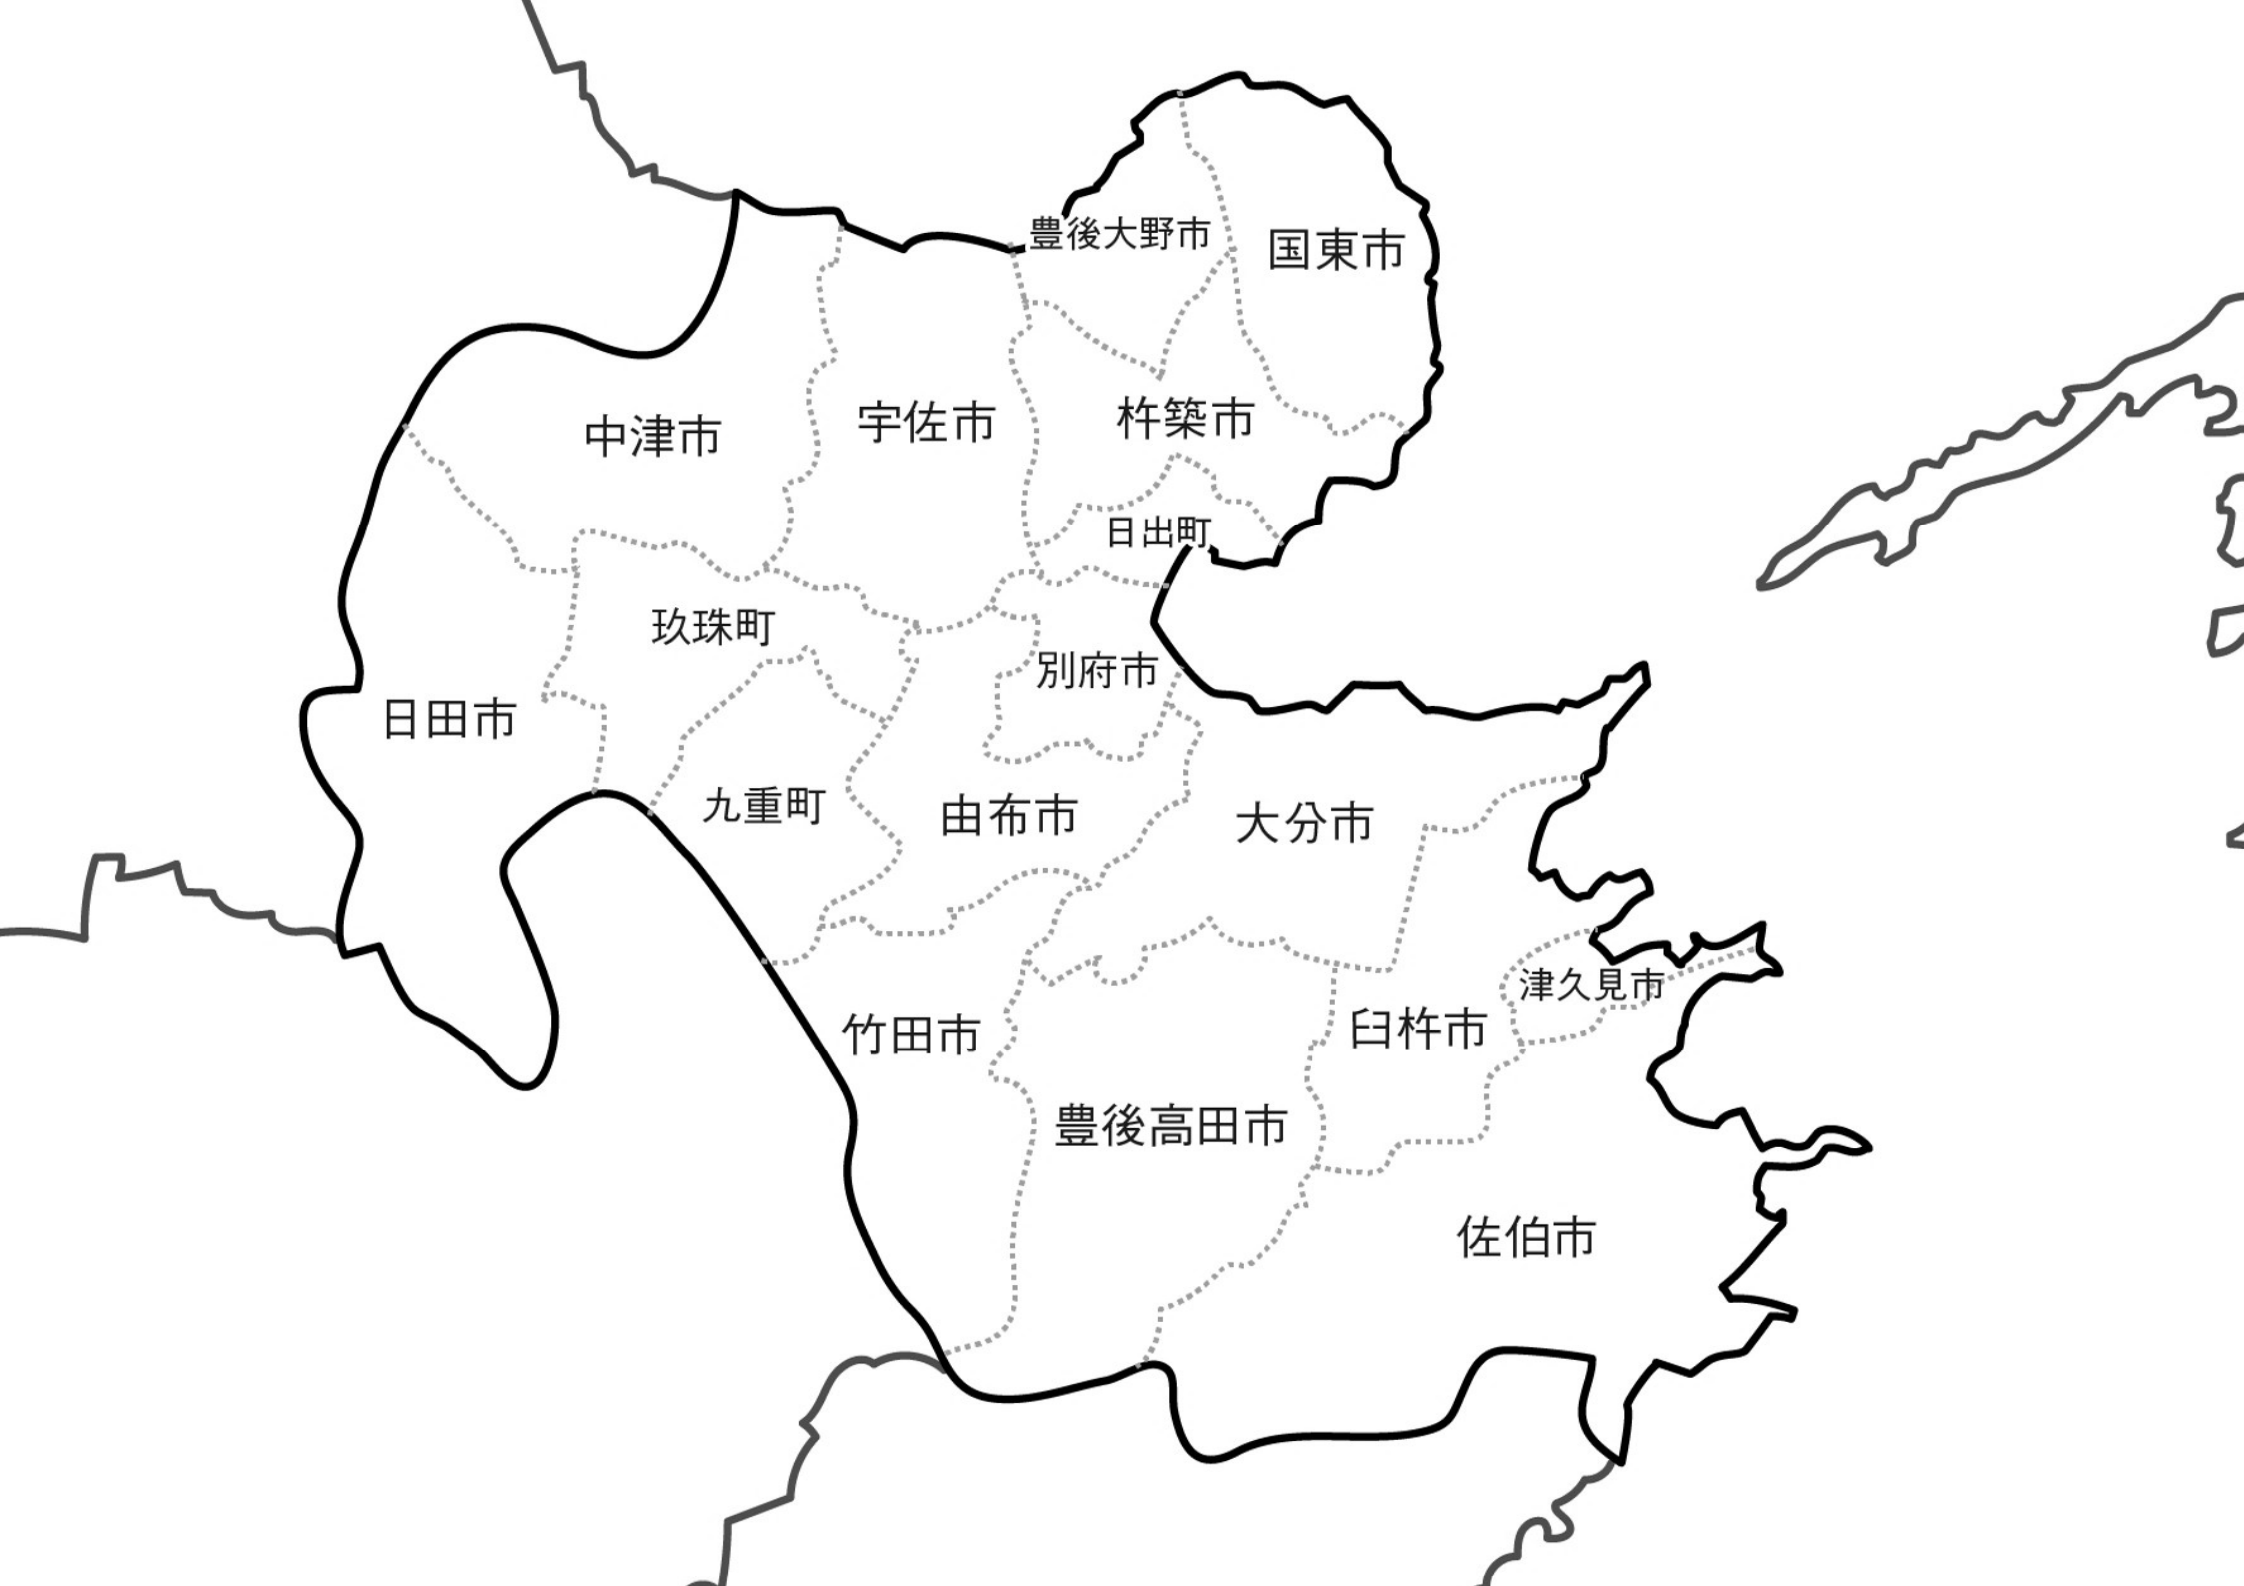 豊後大野市
国東市
中津市
宇佐市
杵築市
日出町
玖珠町
別府市
日田市
九重町
由布市
大分市
津久見市
竹田市
臼杵市
豊後高田市
佐伯市